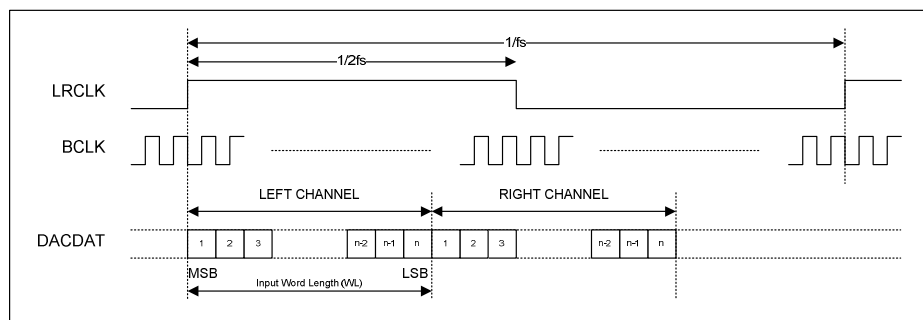 1/fs
1/2fs
LRCLK
BCLK
LEFT CHANNEL RIGHT CHANNEL
DACDAT 1 2 3 n-2 n-1 n 1 2 3 n-2 n-1 n
MSB LSB
Input Word Length (WL)